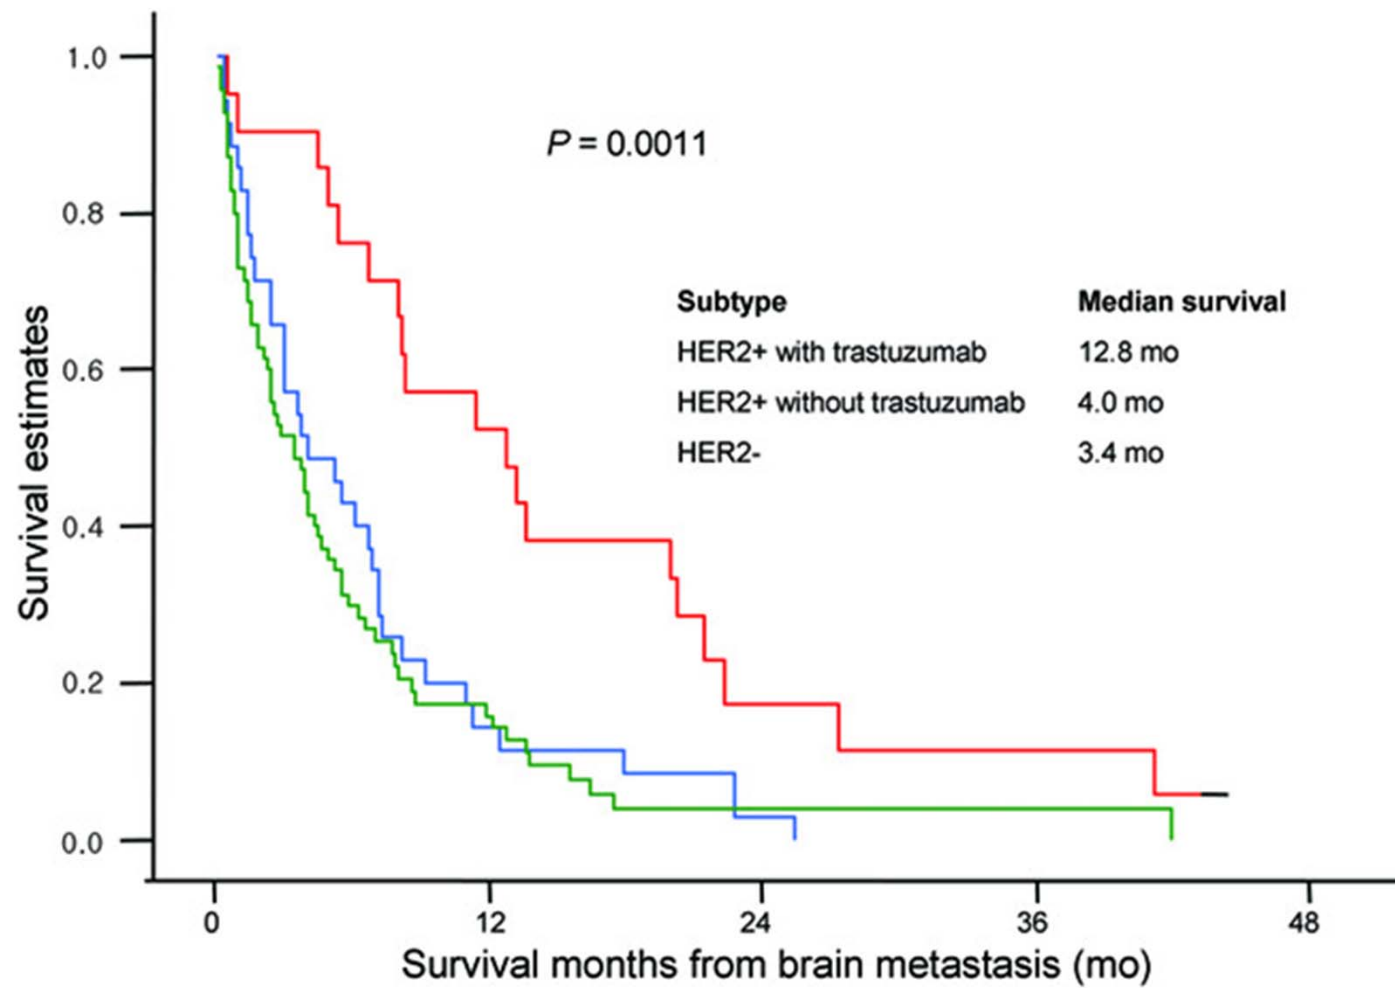 1.0
P = 0.0011
0.8
Subtype Median survival
HER2+ with trastuzumab 12.8 mo
0.6
HER2+ without trastuzumab 4.0 mo
HER2- 3.4 mo
Survival estimates
0.4
0.2
0.0
0 12 24 36 48
Survival months from brain metastasis (mo)